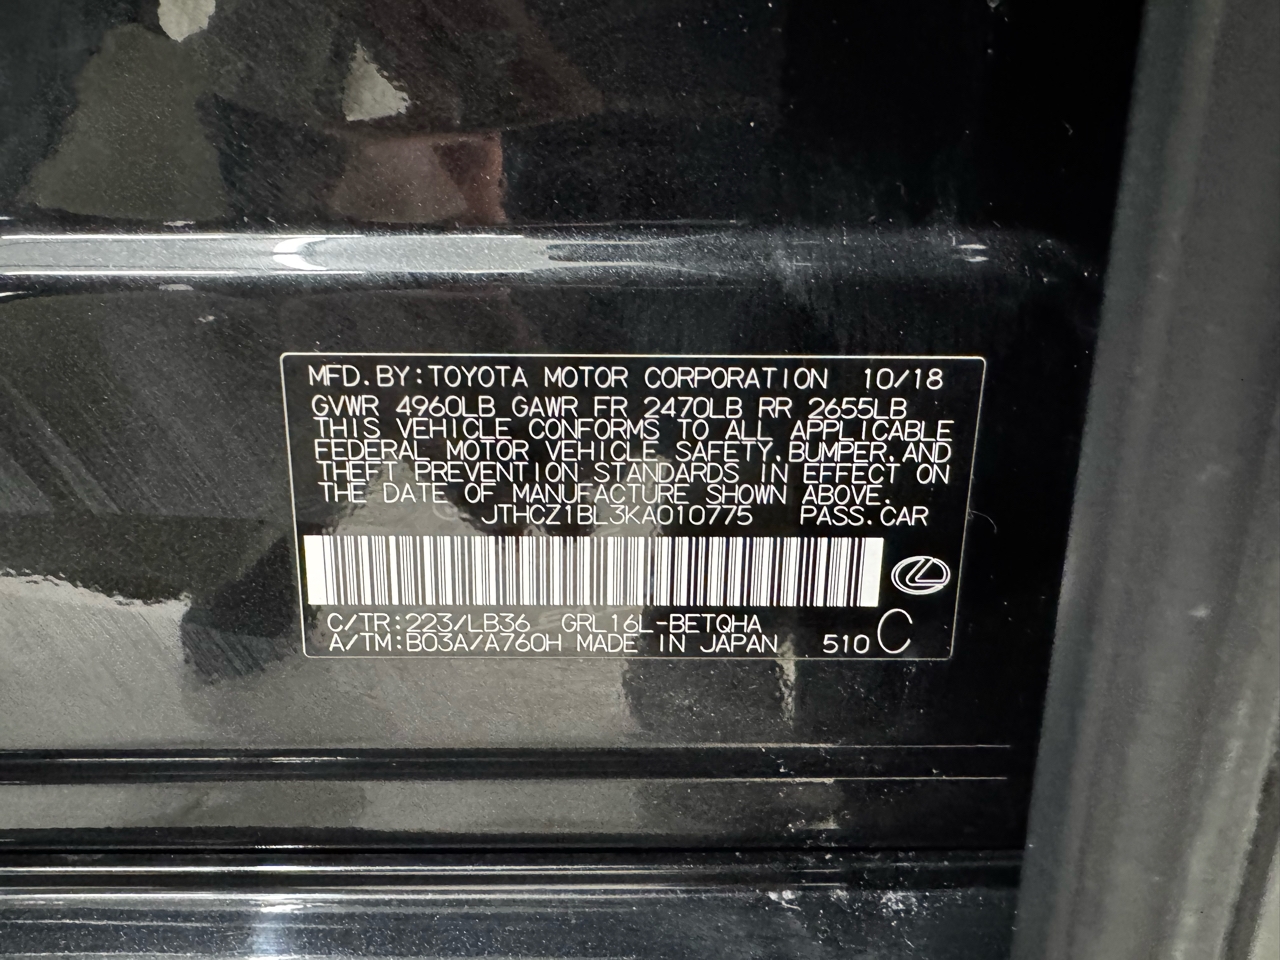 MFD.BY:TOYOTA MOTOR CORPORATION 10/18
GVWR 4960LB GAWR FR 2470LB RR 2655LB
THIS VEHICLE CONFORMS TO ALL APPLICABLE
FEDERAL MOTOR VEHICLE SAFETY,BUMPER,AND
THEFT PREVENTION STANDARDS IN EFFECT ON
THE DATE OF MANUFACTURE SHOWN ABOVE.
JTHCZ1BL3KA010775 PASS.CAR
C/TR:223/LB36 GRL16L-BETQHA
A/TM:B03A/A760H MADE IN JAPAN 510 C